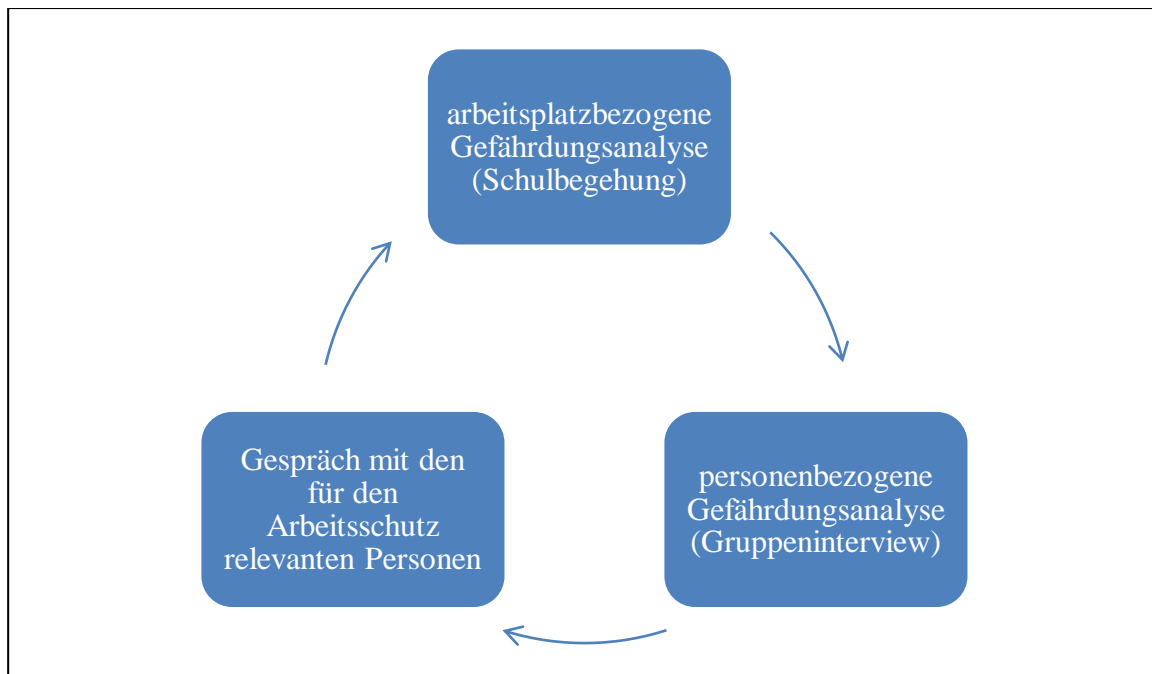 arbeitsplatzbezogene
Gefährdungsanalyse
(Schulbegehung)
personenbezogene
Gefährdungsanalyse
(Gruppeninterview)
Gespräch mit den
für den
Arbeitsschutz
relevanten Personen